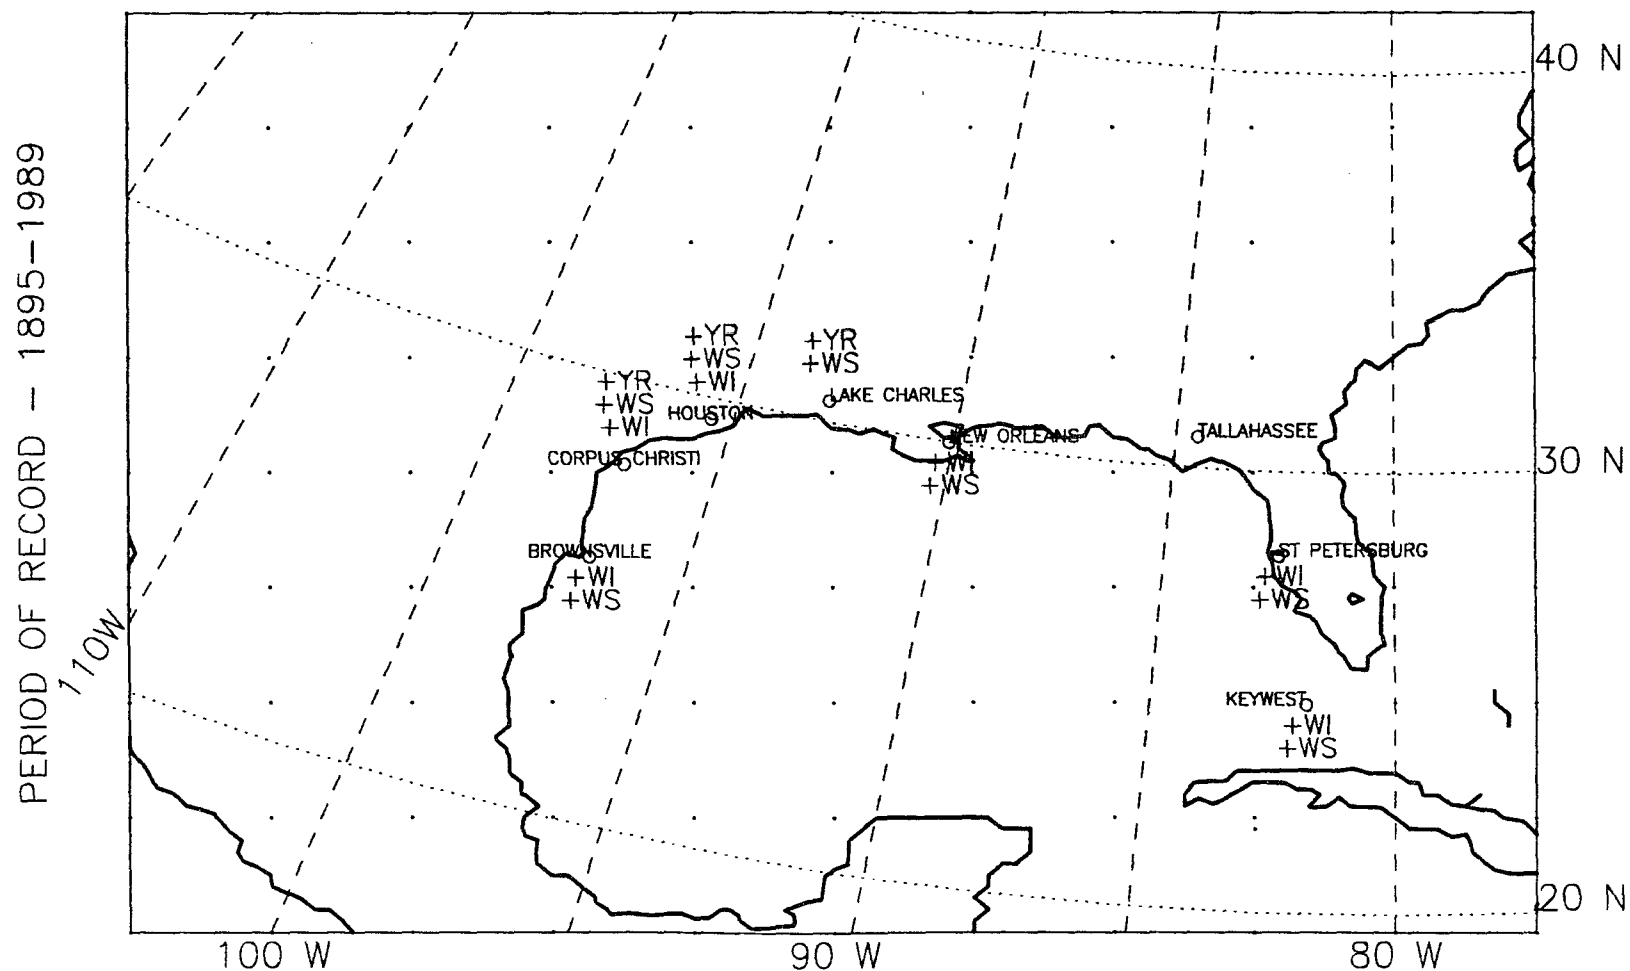 PERIOD OF RECORD - 1895-1989
40 N
+YR
+WS
+WI
+YR
+WS
+YR
+WS
+WI
LAKE CHARLES
HOUSTON
TALLAHASSEE
NEW ORLEANS
+WI
+WS
CORPUS CHRISTI
30 N
BROWNSVILLE
+WI
+WS
ST PETERSBURG
+WI
+WS
110W
KEYWEST
+WI
+WS
20 N
100 W
90 W
80 W